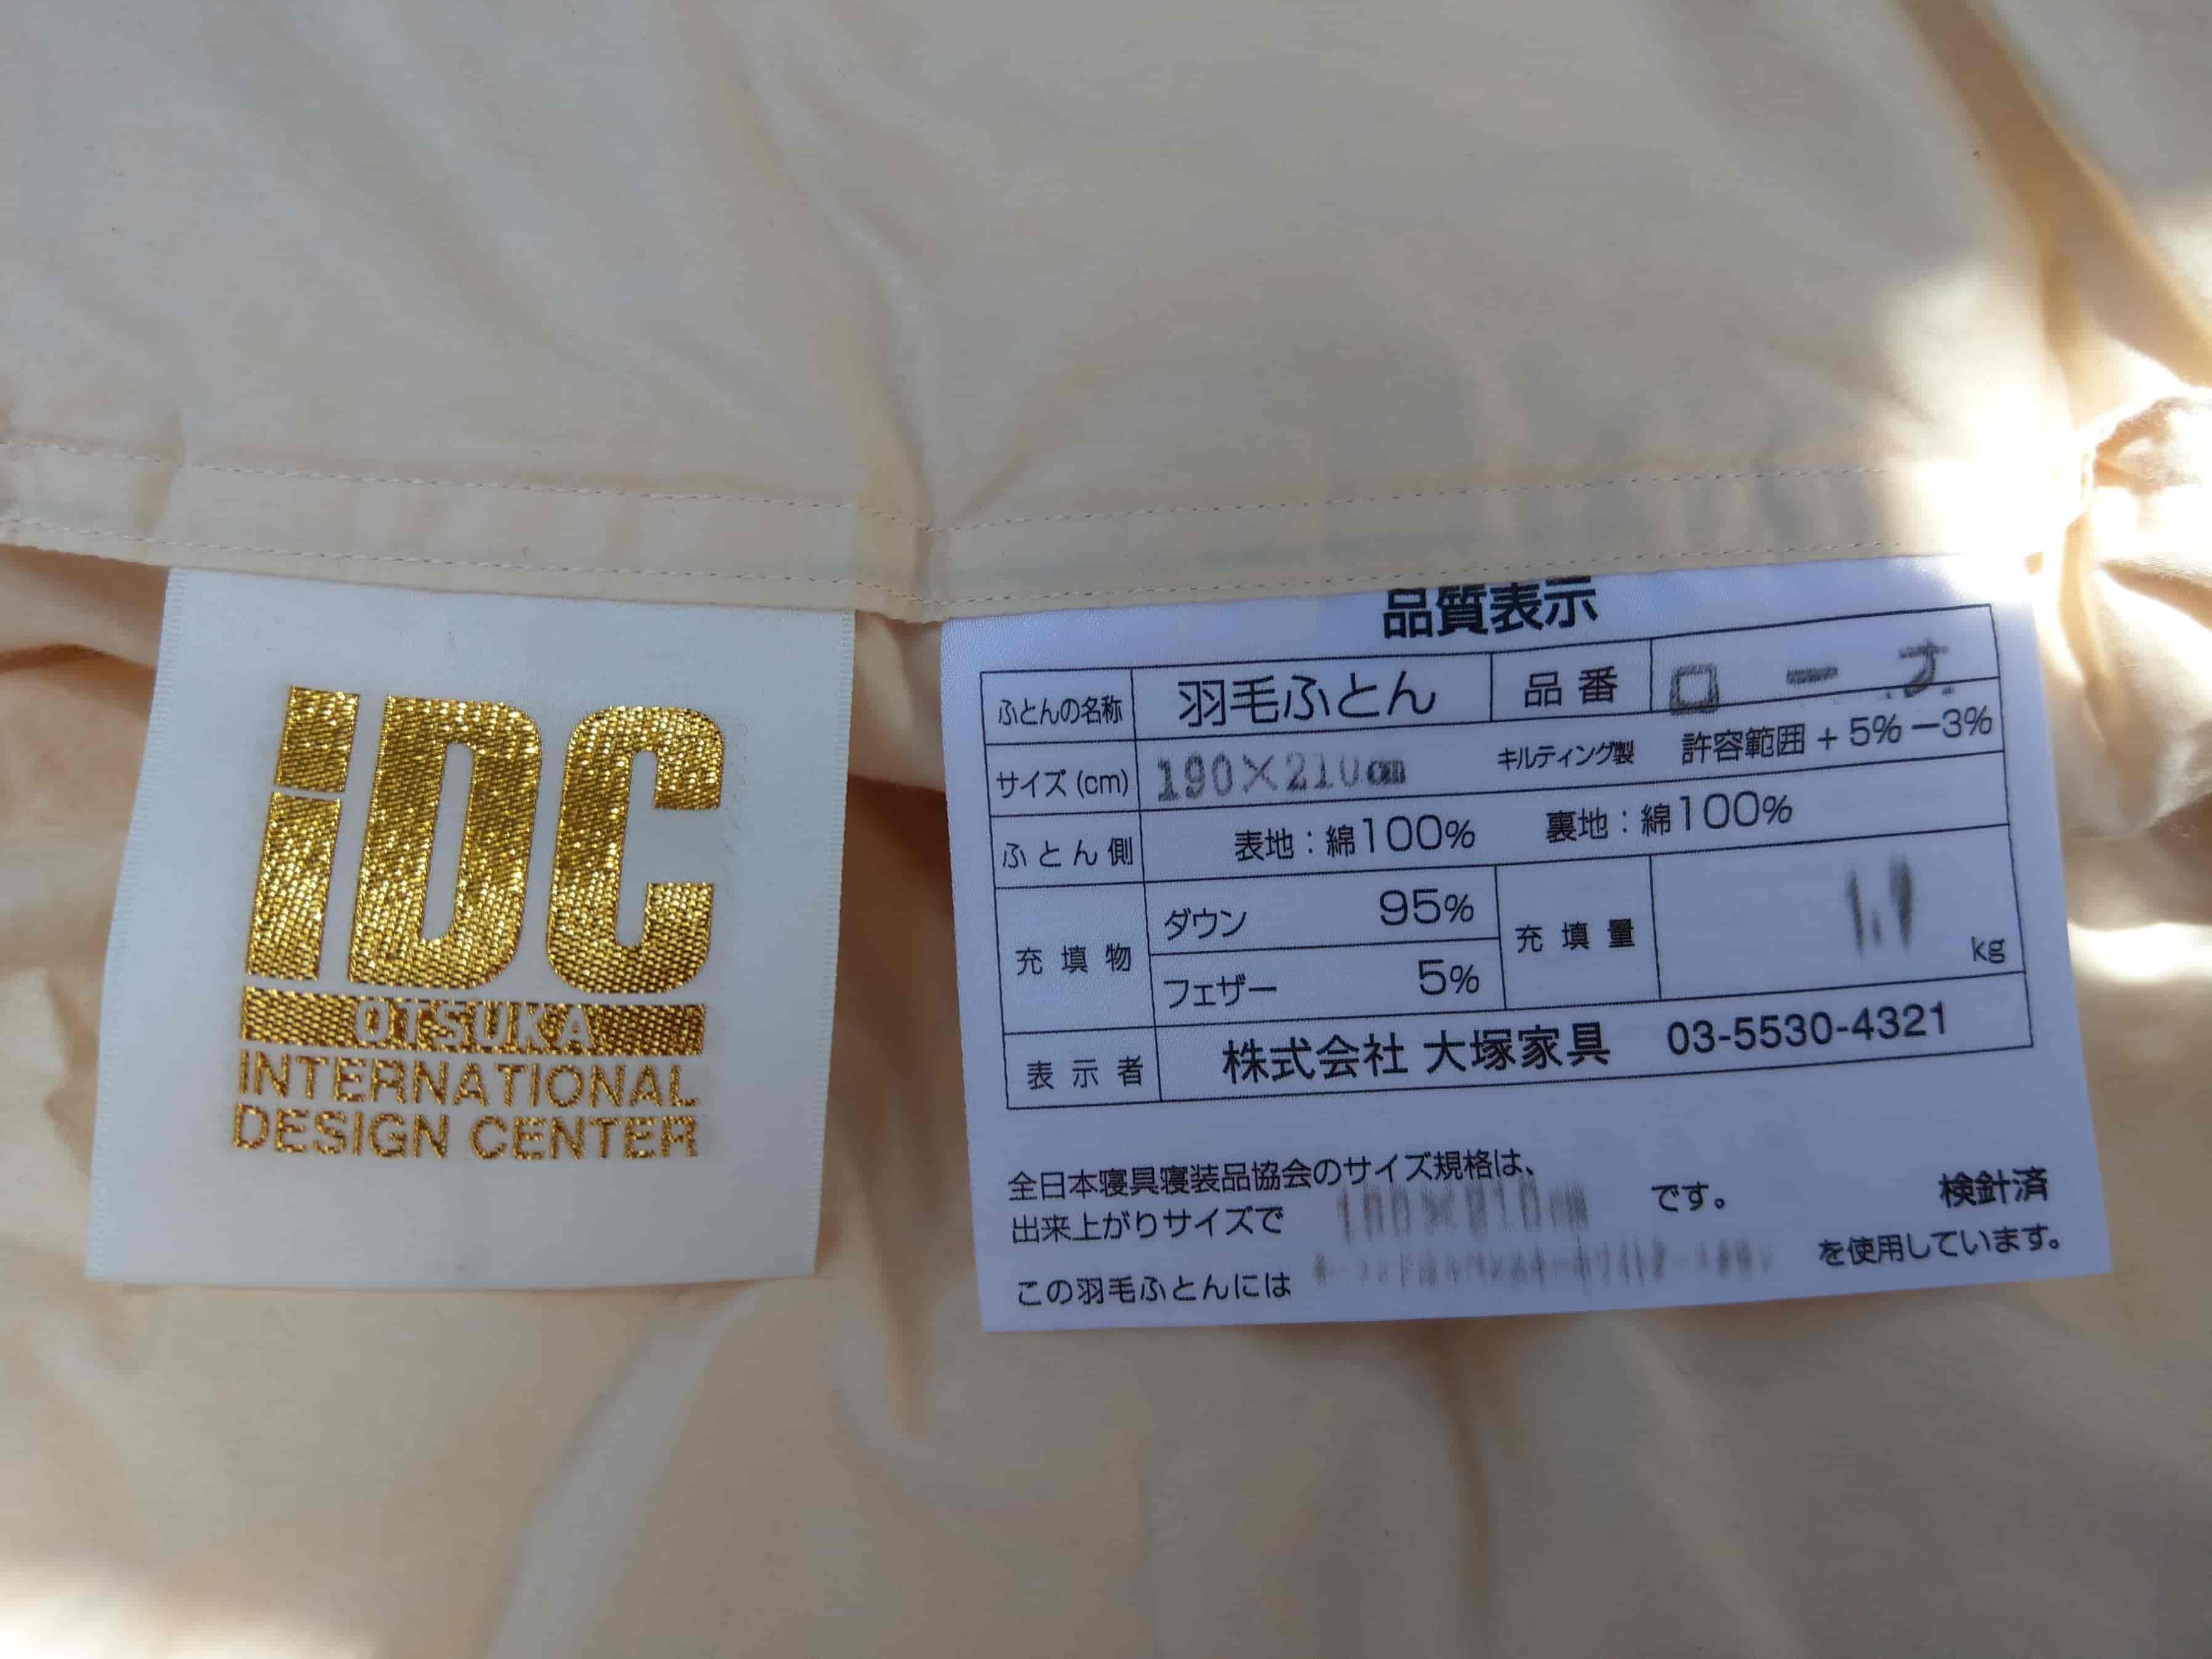 iDC
OTSUKA
INTERNATIONAL
DESIGN CENTER
品質表示
ふとんの名称 羽毛ふとん 品番 ロ ー
サイズ(cm) 190×210cm キルティング製 許容範囲+5%−3%
ふとん側 表地:綿100% 裏地:綿100%
充填物 ダウン 95% 充填量 kg
フェザー 5%
表示者 株式会社 大塚家具 03-5530-4321
全日本寝具寝装品協会のサイズ規格は、
出来上がりサイズで です。 検針済
この羽毛ふとんには を使用しています。